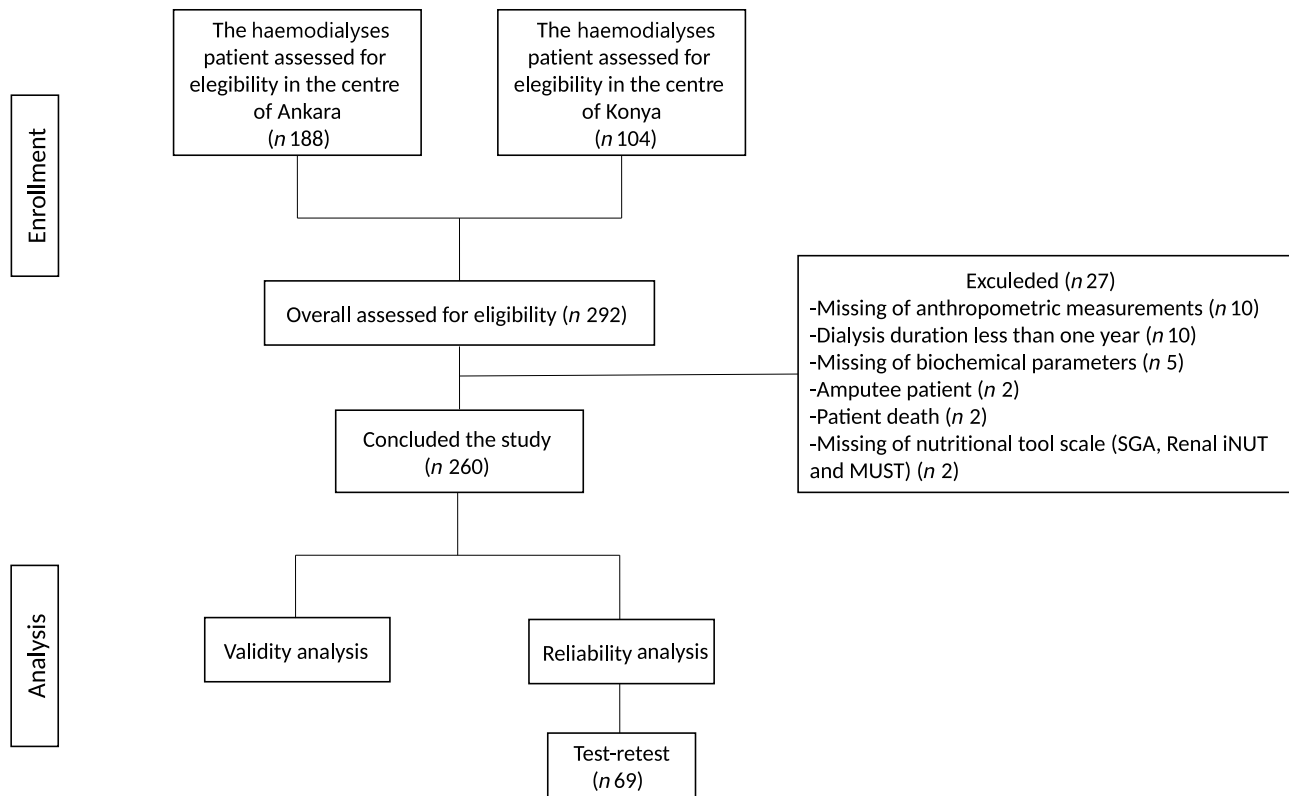 The haemodialyses
patient assessed for
elegibility in the centre
of Ankara
(n 188)
The haemodialyses
patient assessed for
elegibility in the centre
of Konya
(n 104)
Enrollment
Overall assessed for eligibility (n 292)
Exculeded (n 27)
-Missing of anthropometric measurements (n 10)
-Dialysis duration less than one year (n 10)
-Missing of biochemical parameters (n 5)
-Amputee patient (n 2)
-Patient death (n 2)
-Missing of nutritional tool scale (SGA, Renal iNUT
and MUST) (n 2)
Concluded the study
(n 260)
Analysis
Validity analysis
Reliability analysis
Test-retest
(n 69)